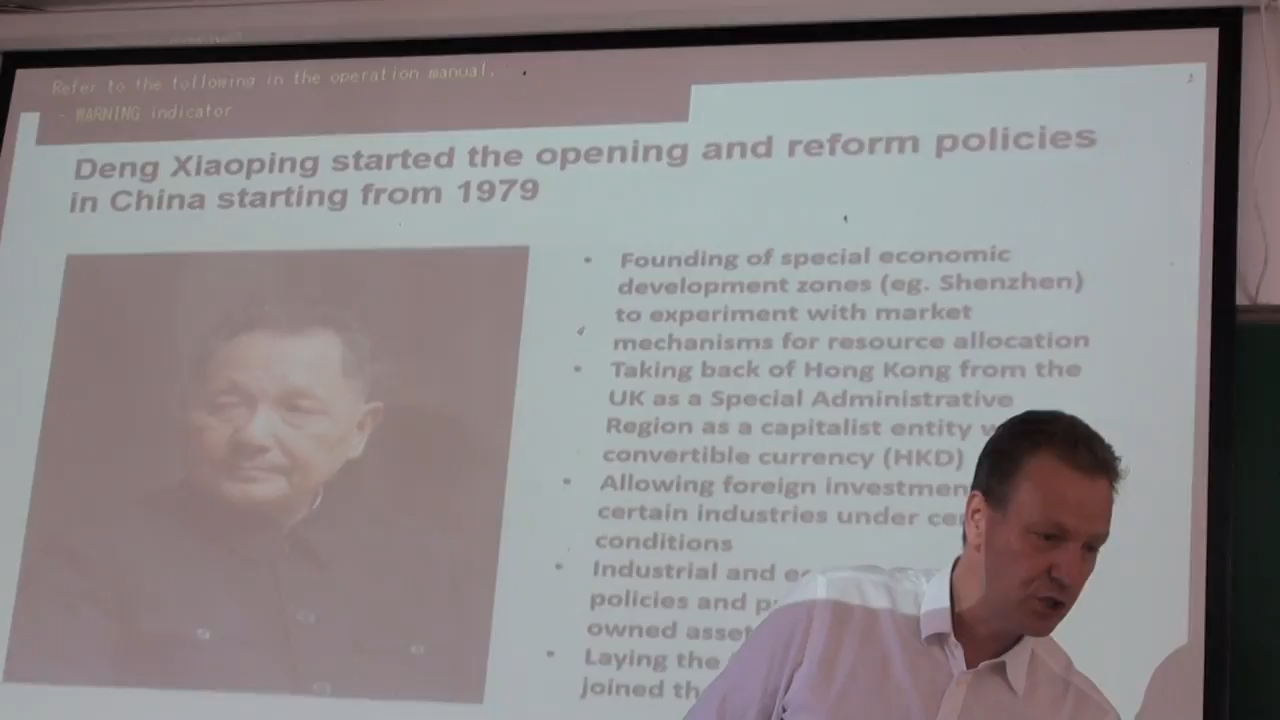 Refer to the following in the operation manual.
- WARNING indicator
Deng Xiaoping started the opening and reform policies
in China starting from 1979
• Founding of special economic
development zones (eg. Shenzhen)
to experiment with market
mechanisms for resource allocation
• Taking back of Hong Kong from the
UK as a Special Administrative
Region as a capitalist entity
convertible currency (HKD)
• Allowing foreign
certain industries under
conditions
• Industrial and
policies and
owned
• Laying the
joined